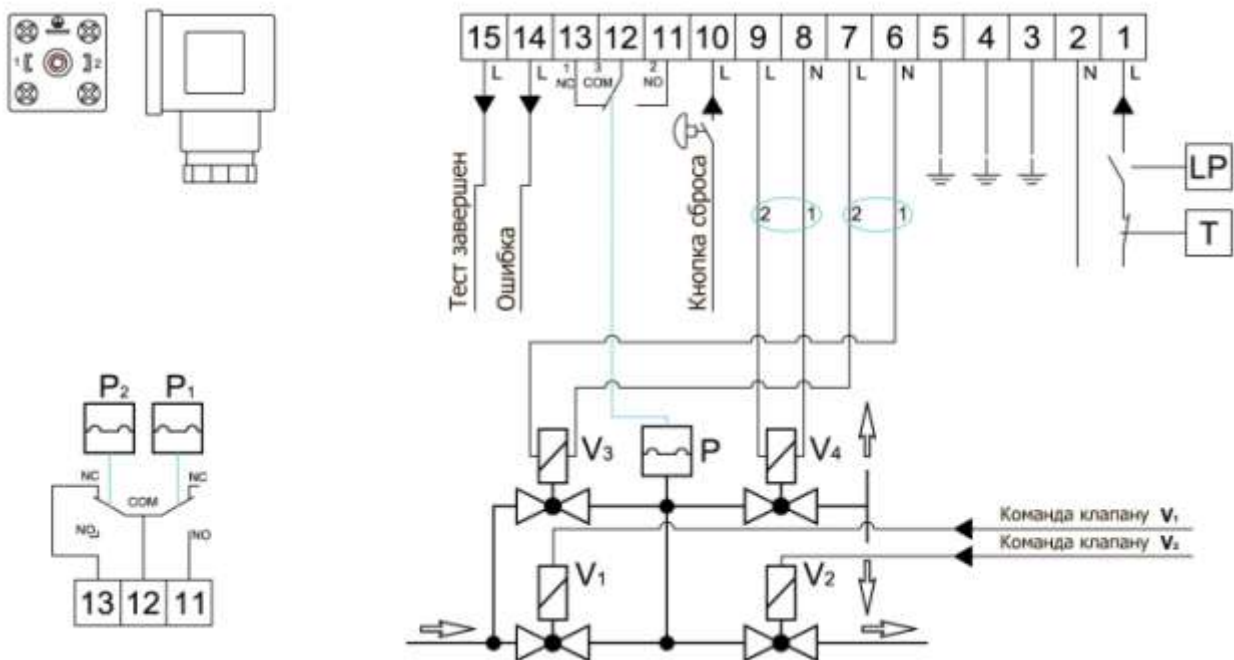 1 2
15 14 13 12 11 10 9 8 7 6 5 4 3 2 1
L L 1 3 2 L L N L N N L
NC COM NO
LP
T
2 1 2 1
Тест завершен
Ошибка
Кнопка сброса
P2 P1
V3 P V4
NC NC
COM
NO NO
Команда клапану V1
Команда клапану V2
V1 V2
13 12 11